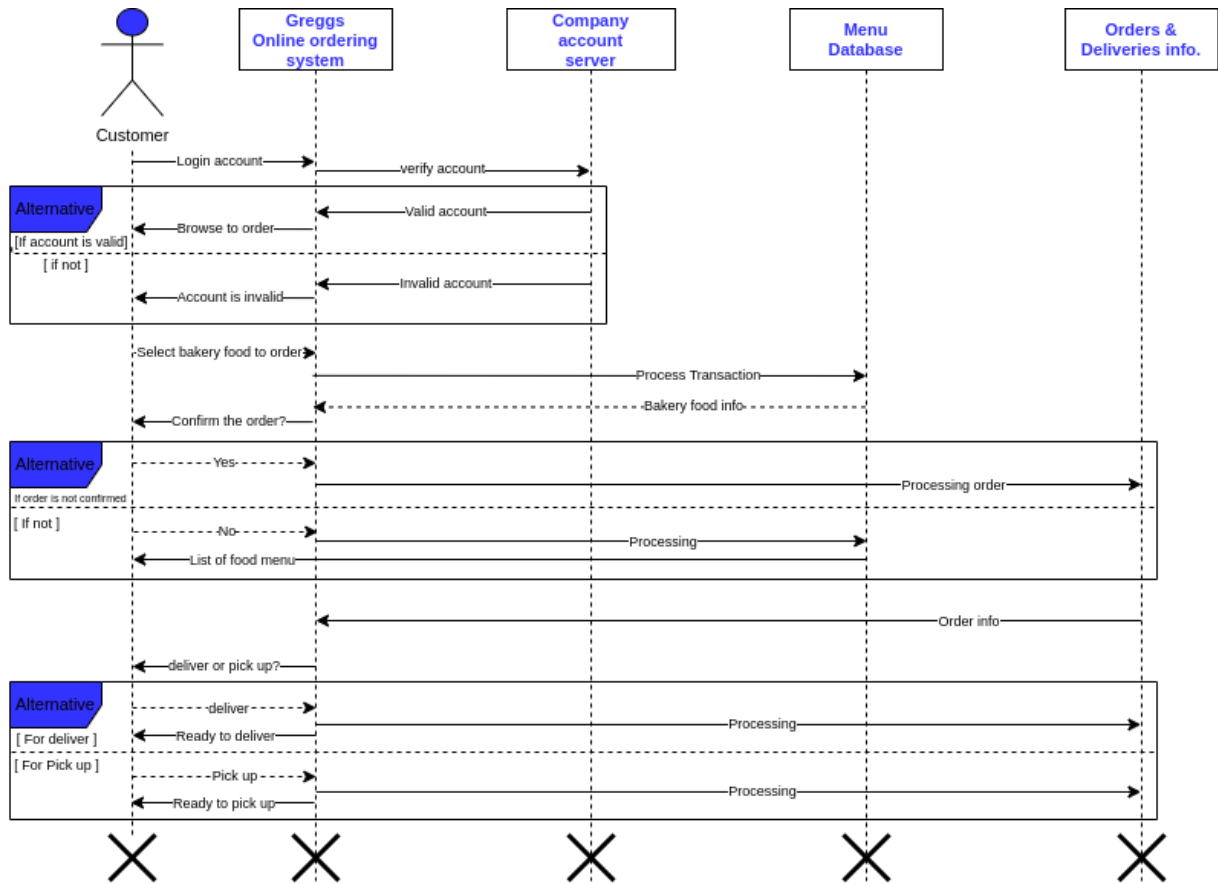 Greggs
Online ordering
system
Company
account
server
Menu
Database
Orders &
Deliveries info.
Customer
Login account
verify account
Alternative
Valid account
Browse to order
[If account is valid]
[ if not ]
Invalid account
Account is invalid
Select bakery food to order
Process Transaction
Bakery food info
Confirm the order?
Alternative
Yes
Processing order
If order is not confirmed
[ If not ]
No
Processing
List of food menu
Order info
deliver or pick up?
Alternative
deliver
Processing
Ready to deliver
[ For deliver ]
[ For Pick up ]
Pick up
Processing
Ready to pick up